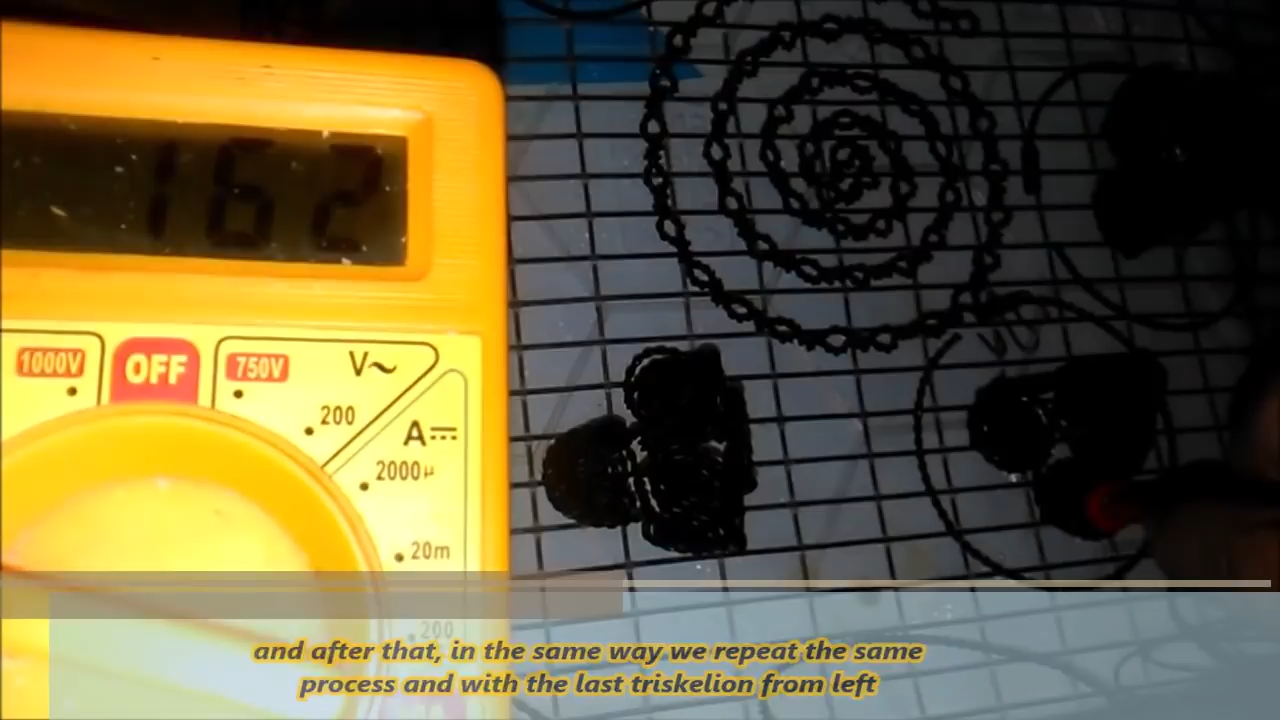 162
1000V
OFF
750V
V~
200
A⎓
2000µ
20m
200
and after that, in the same way we repeat the same
process and with the last triskelion from left